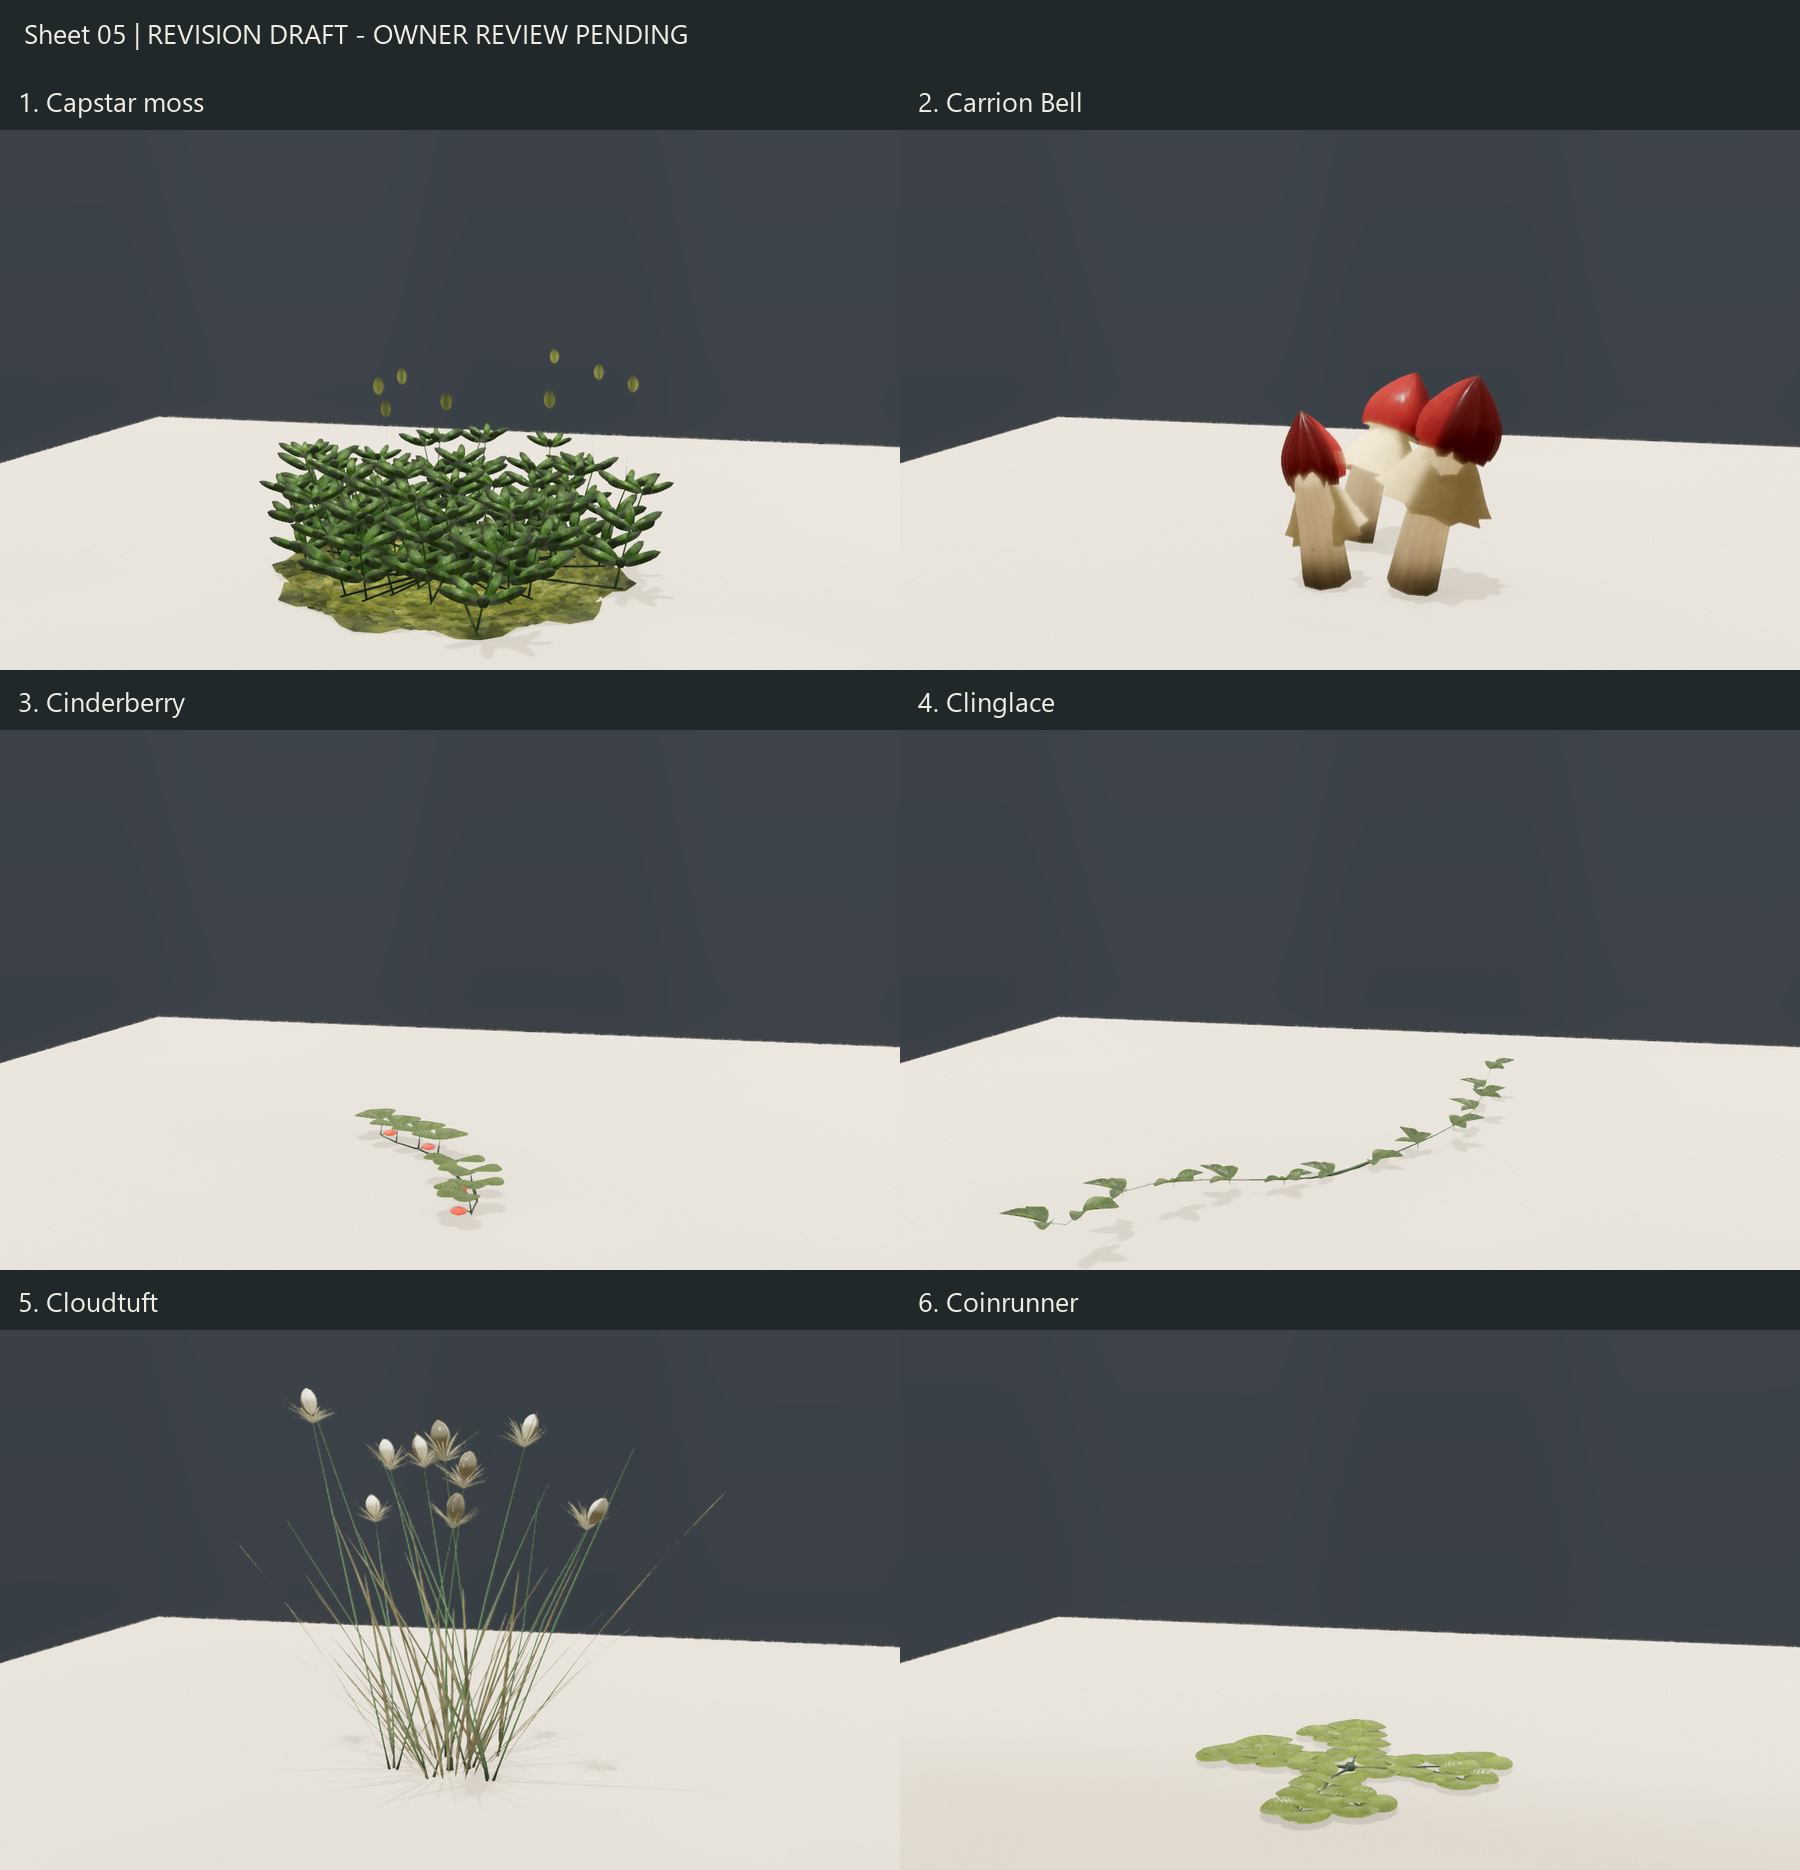 Sheet 05 | REVISION DRAFT - OWNER REVIEW PENDING
1. Capstar moss
2. Carrion Bell
3. Cinderberry
4. Clinglace
5. Cloudtuft
6. Coinrunner